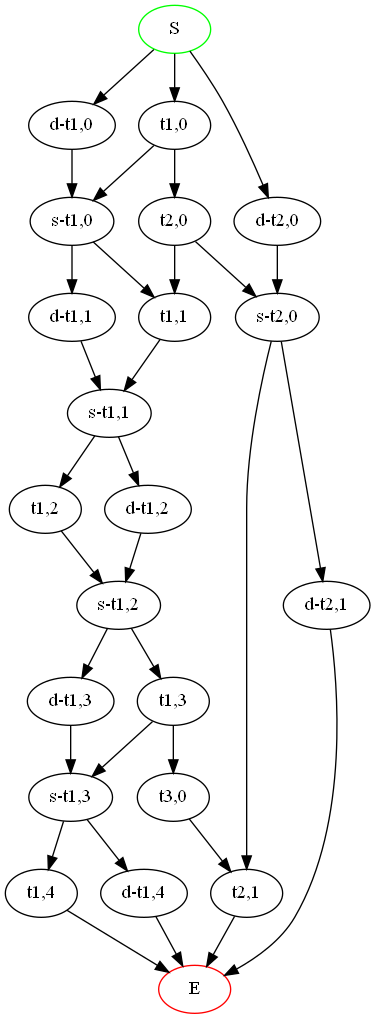 S
d-t1,0
t1,0
s-t1,0
t2,0
d-t2,0
d-t1,1
t1,1
s-t2,0
s-t1,1
t1,2
d-t1,2
s-t1,2
d-t2,1
d-t1,3
t1,3
s-t1,3
t3,0
t1,4
d-t1,4
t2,1
E